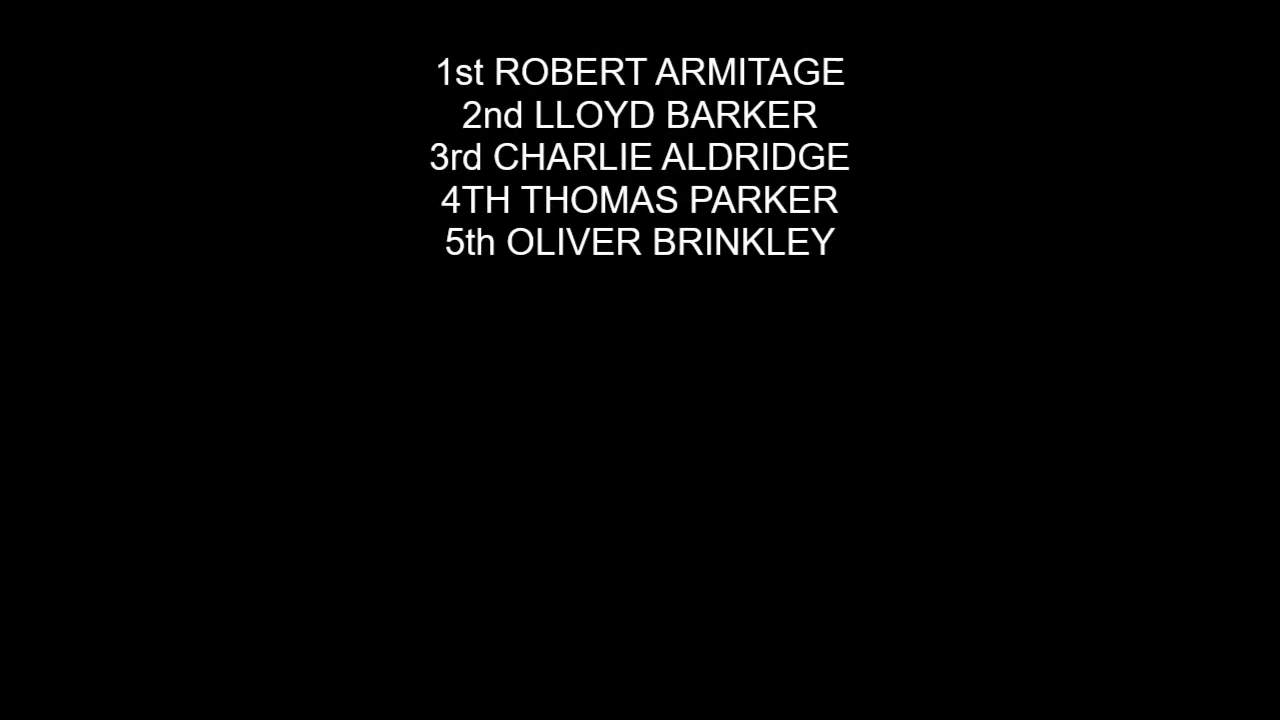 1st ROBERT ARMITAGE
2nd LLOYD BARKER
3rd CHARLIE ALDRIDGE
4TH THOMAS PARKER
5th OLIVER BRINKLEY